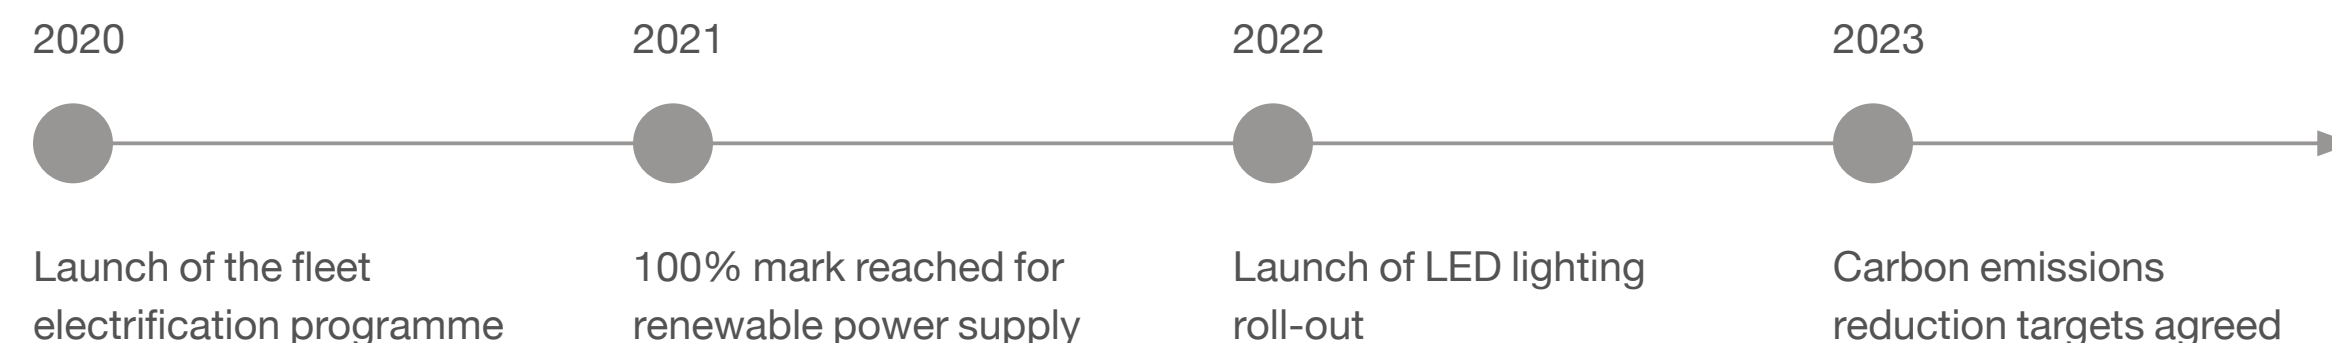 2020
2021
2022
2023
Launch of the fleet
electrification programme
100% mark reached for
renewable power supply
Launch of LED lighting
roll-out
Carbon emissions
reduction targets agreed